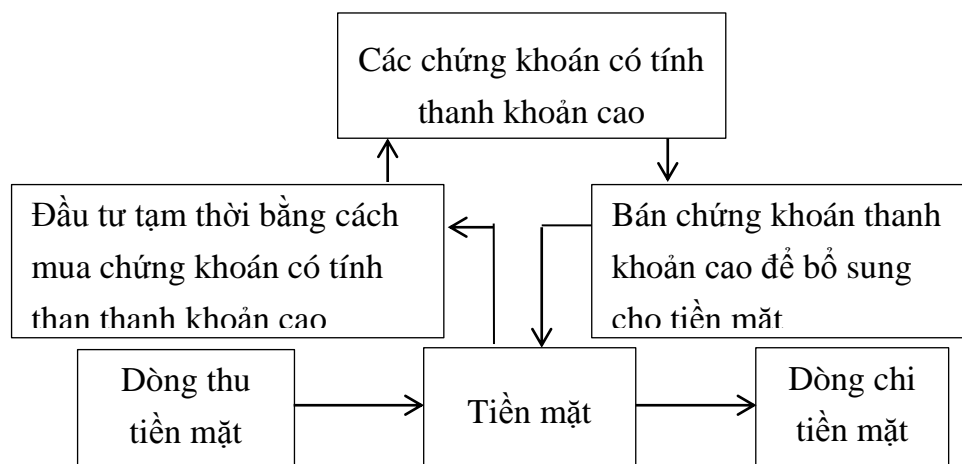 Các chứng khoán có tính
thanh khoản cao
Đầu tư tạm thời bằng cách
mua chứng khoán có tính
than thanh khoản cao
Bán chứng khoán thanh
khoản cao để bổ sung
cho tiền mặt
Dòng thu
tiền mặt
Tiền mặt
Dòng chi
tiền mặt